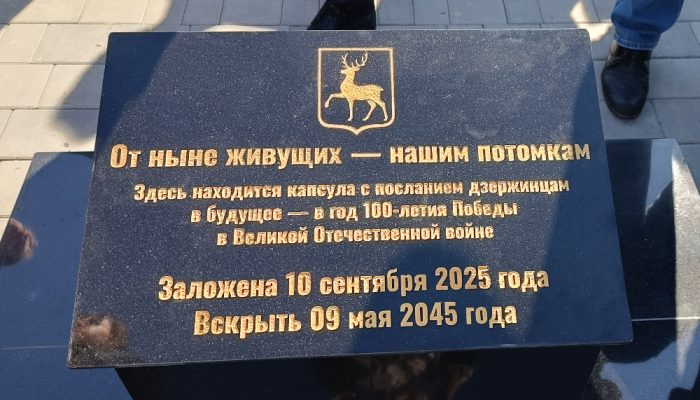 От ныне живущих — нашим потомкам
Здесь находится капсула с посланием дзержинцам
в будущее — в год 100-летия Победы
в Великой Отечественной войне
Заложена 10 сентября 2025 года
Вскрыть 09 мая 2045 года